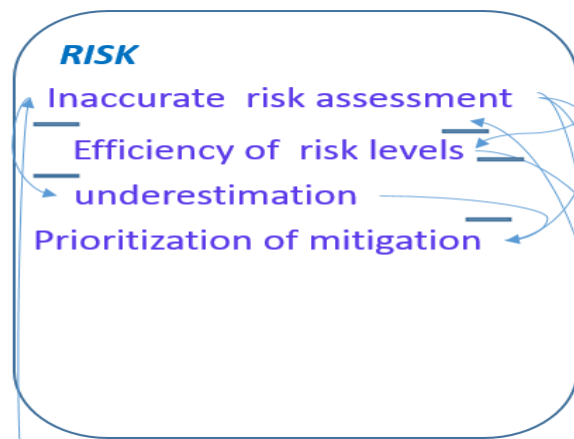 RISK
Inaccurate risk assessment
Efficiency of risk levels
underestimation
Prioritization of mitigation